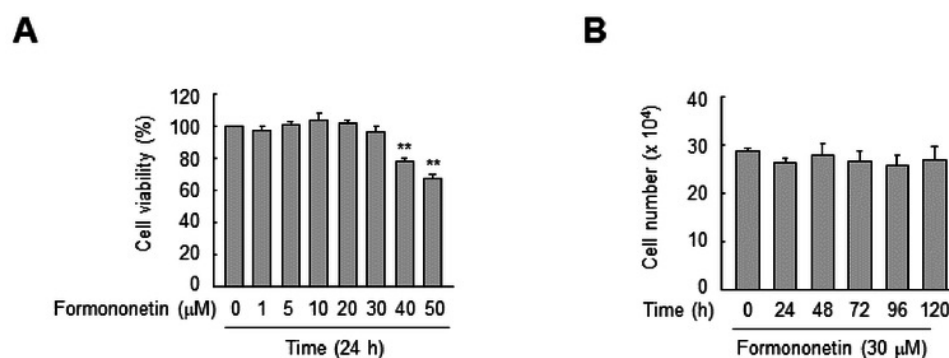 A
B
Cell viability (%)
120
100
80
60
40
20
0
** **
Formononetin (μM) 0 1 5 10 20 30 40 50
Time (24 h)
Cell number (x 10⁴)
40
30
20
10
0
Time (h) 0 24 48 72 96 120
Formononetin (30 μM)